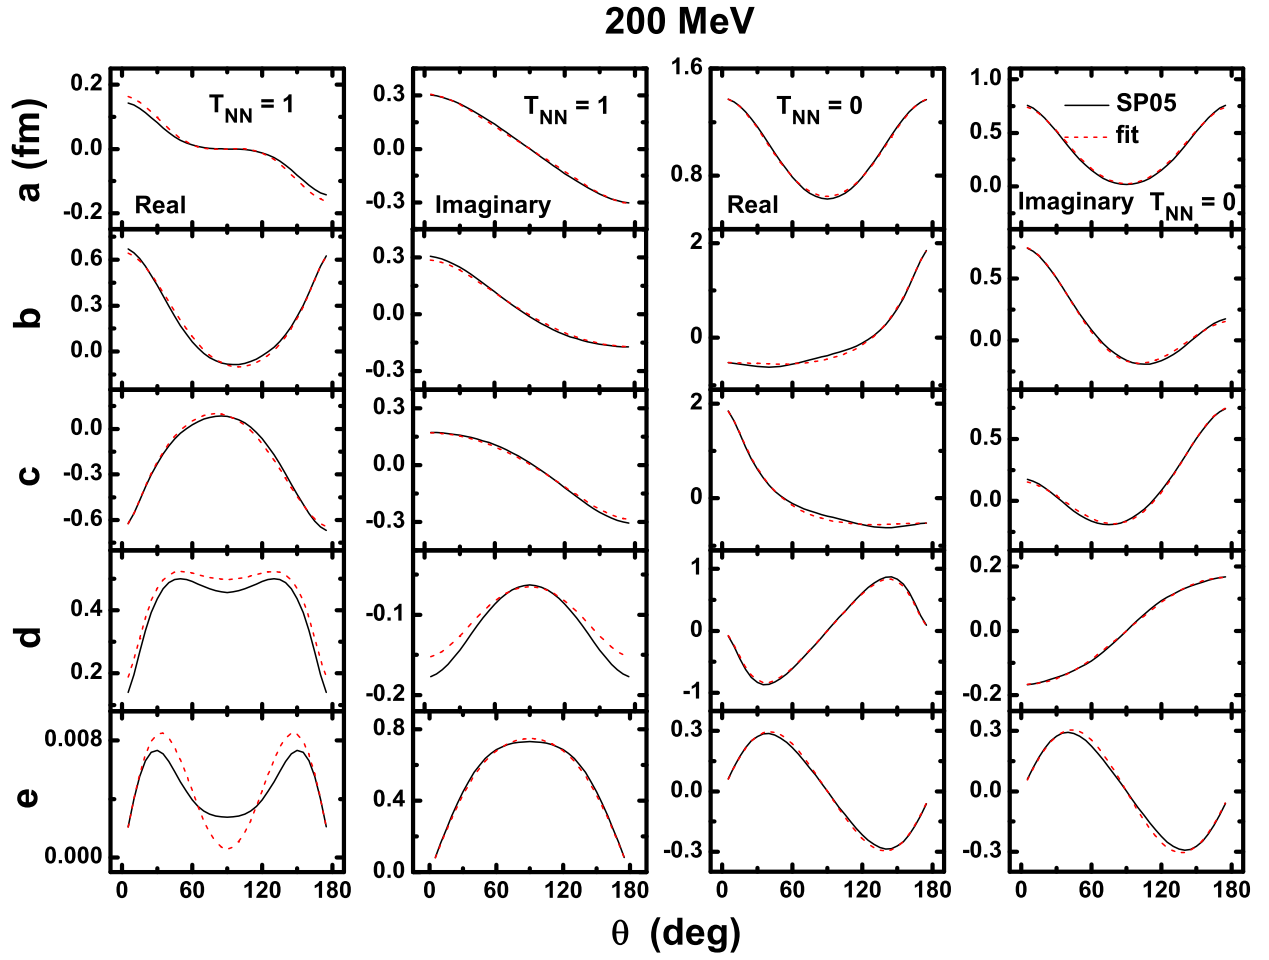 200 MeV
a (fm)
0.2
0.0
-0.2
T_NN = 1
Real
0.3
0.0
-0.3
T_NN = 1
Imaginary
1.6
0.8
T_NN = 0
Real
1.0
0.5
0.0
SP05
fit
Imaginary T_NN = 0
b
0.6
0.3
0.0
0.3
0.0
-0.3
2
0
0.5
0.0
c
0.0
-0.3
-0.6
0.3
0.0
-0.3
2
0
0.5
0.0
d
0.4
0.2
-0.1
-0.2
1
0
-1
0.2
0.0
-0.2
e
0.008
0.000
0.8
0.4
0.0
0.3
0.0
-0.3
0.3
0.0
-0.3
0 60 120 180
0 60 120 180
0 60 120 180
0 60 120 180
θ (deg)